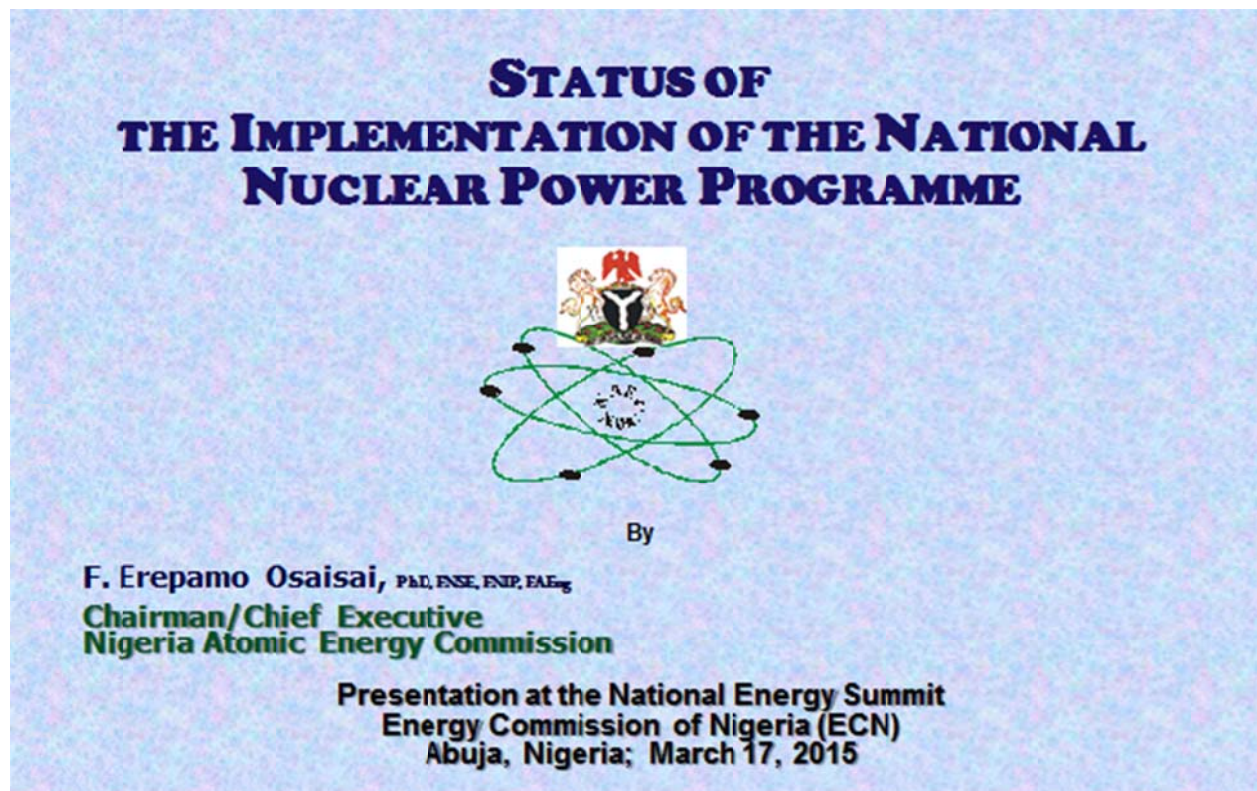 STATUS OF
THE IMPLEMENTATION OF THE NATIONAL
NUCLEAR POWER PROGRAMME
By
F. Erepamo Osaisai, PhD, FNSE, FNIP, FAEng
Chairman/Chief Executive
Nigeria Atomic Energy Commission
Presentation at the National Energy Summit
Energy Commission of Nigeria (ECN)
Abuja, Nigeria; March 17, 2015